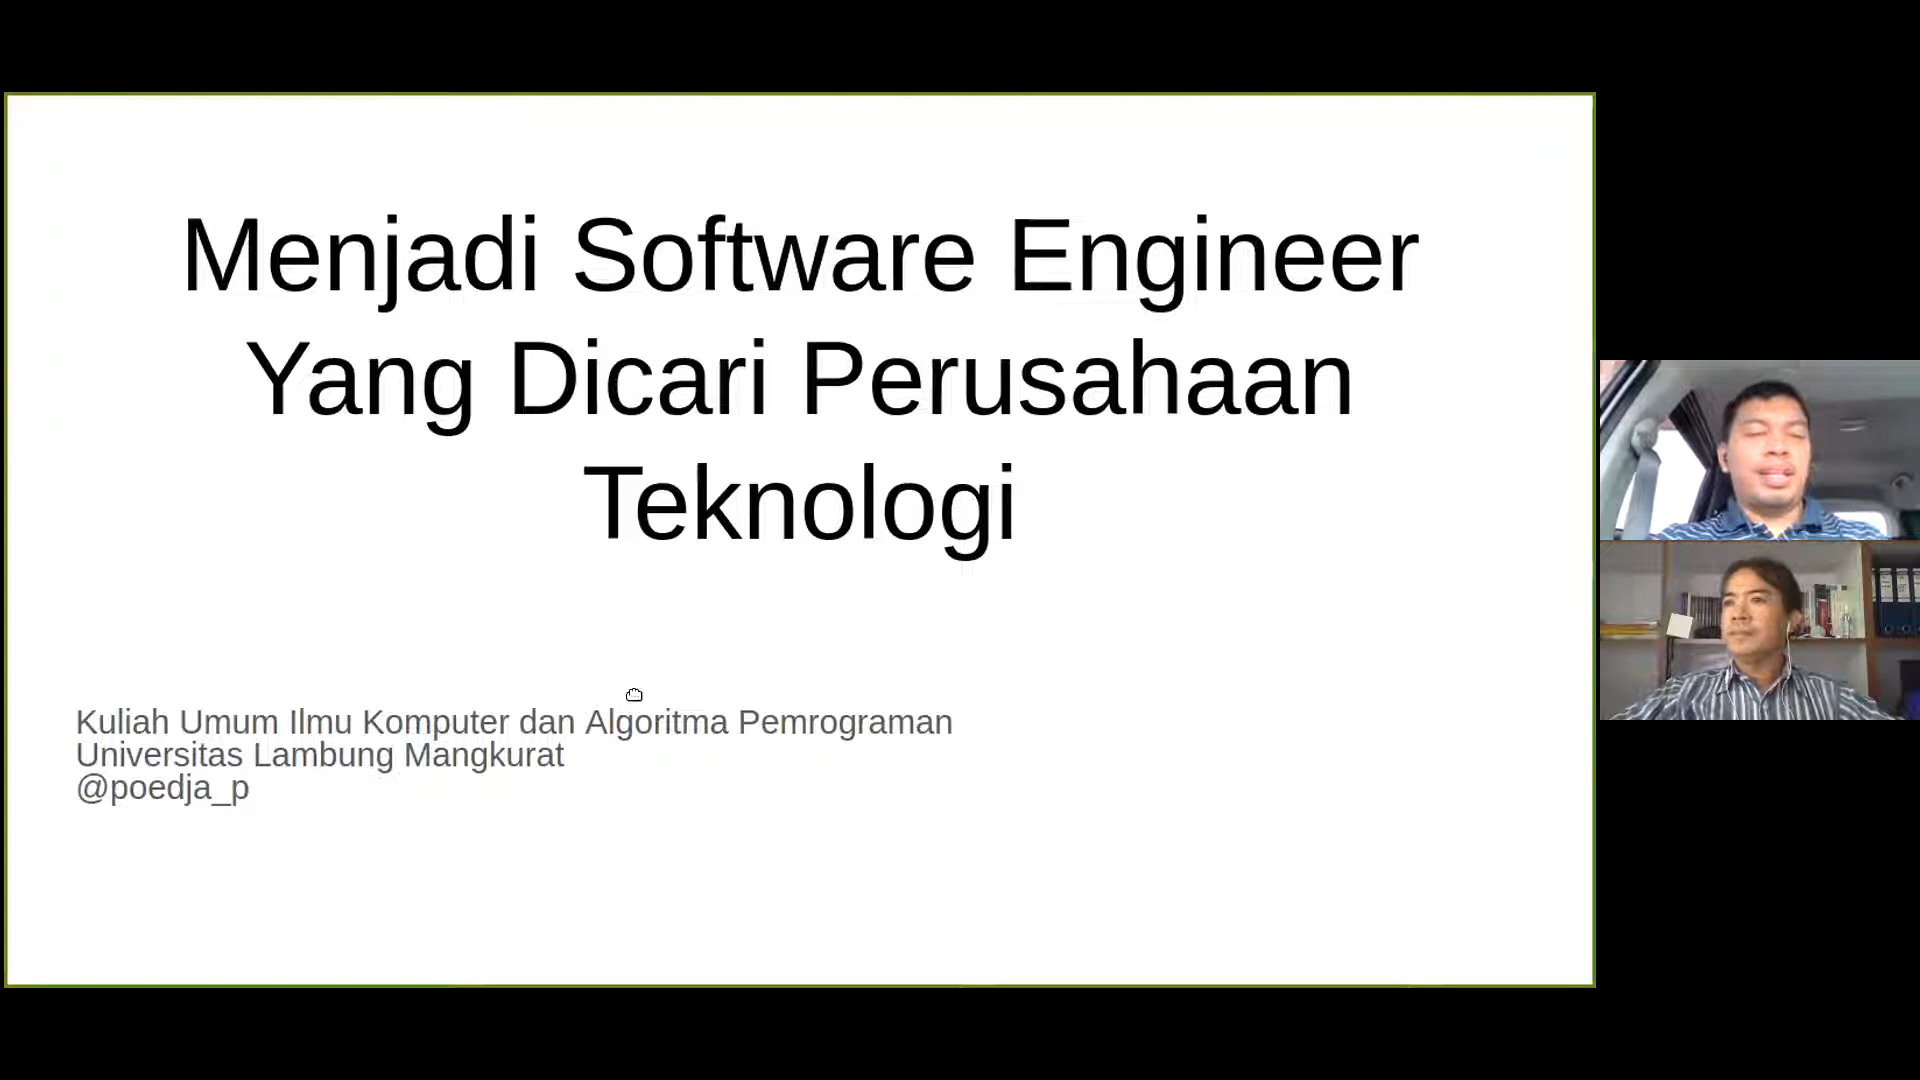 Menjadi Software Engineer
Yang Dicari Perusahaan
Teknologi
Kuliah Umum Ilmu Komputer dan Algoritma Pemrograman
Universitas Lambung Mangkurat
@poedja_p